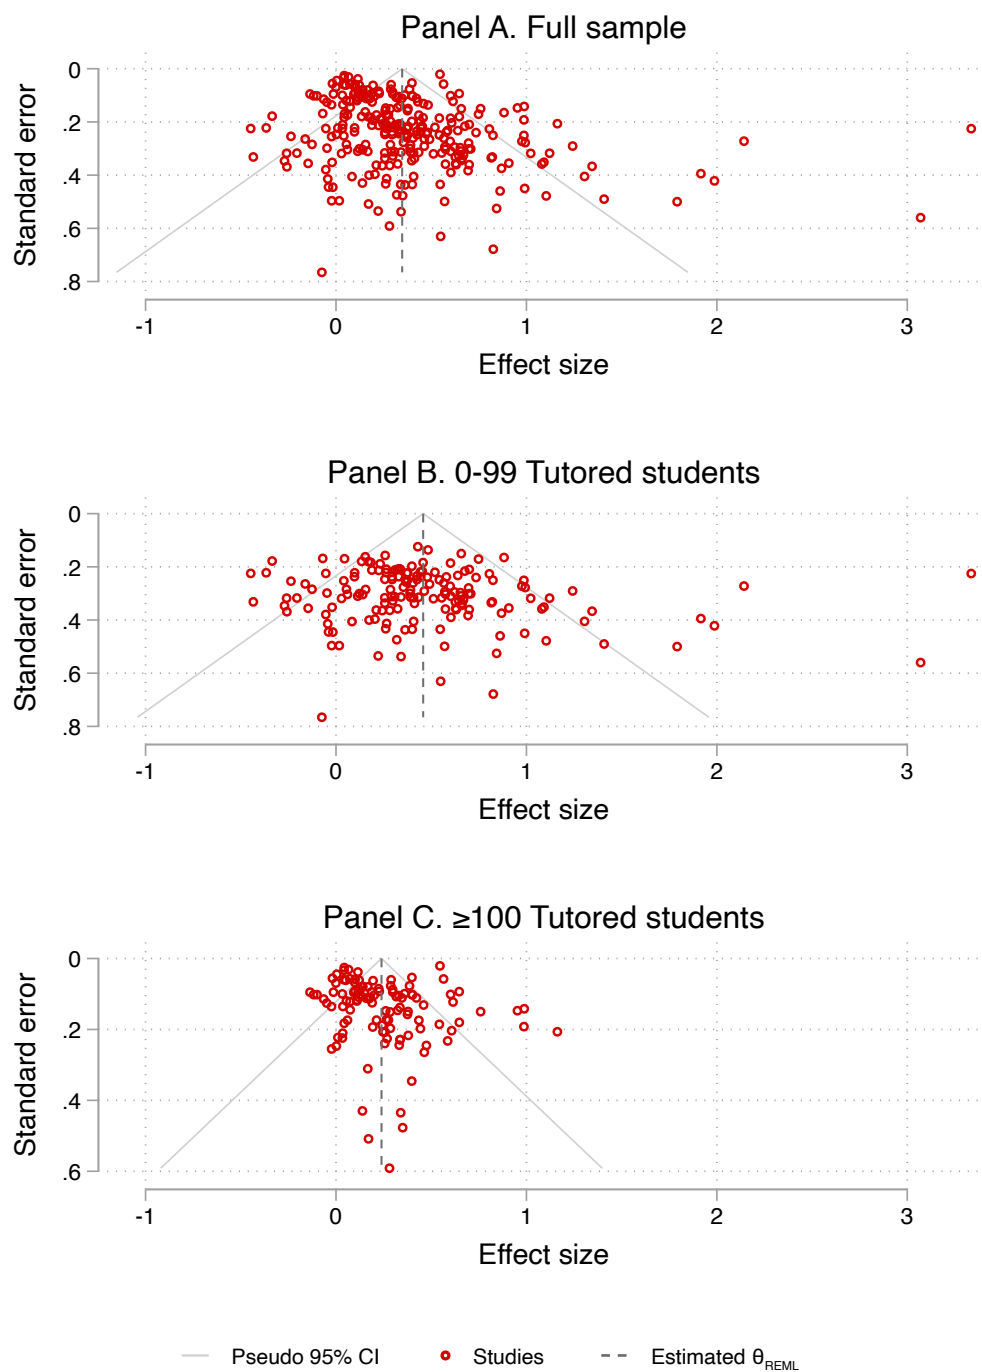 Panel A. Full sample
Standard error
0
.2
.4
.6
.8
-1 0 1 2 3
Effect size
Panel B. 0-99 Tutored students
Standard error
0
.2
.4
.6
.8
-1 0 1 2 3
Effect size
Panel C. ≥100 Tutored students
Standard error
0
.2
.4
.6
-1 0 1 2 3
Effect size
Pseudo 95% CI Studies Estimated θREML